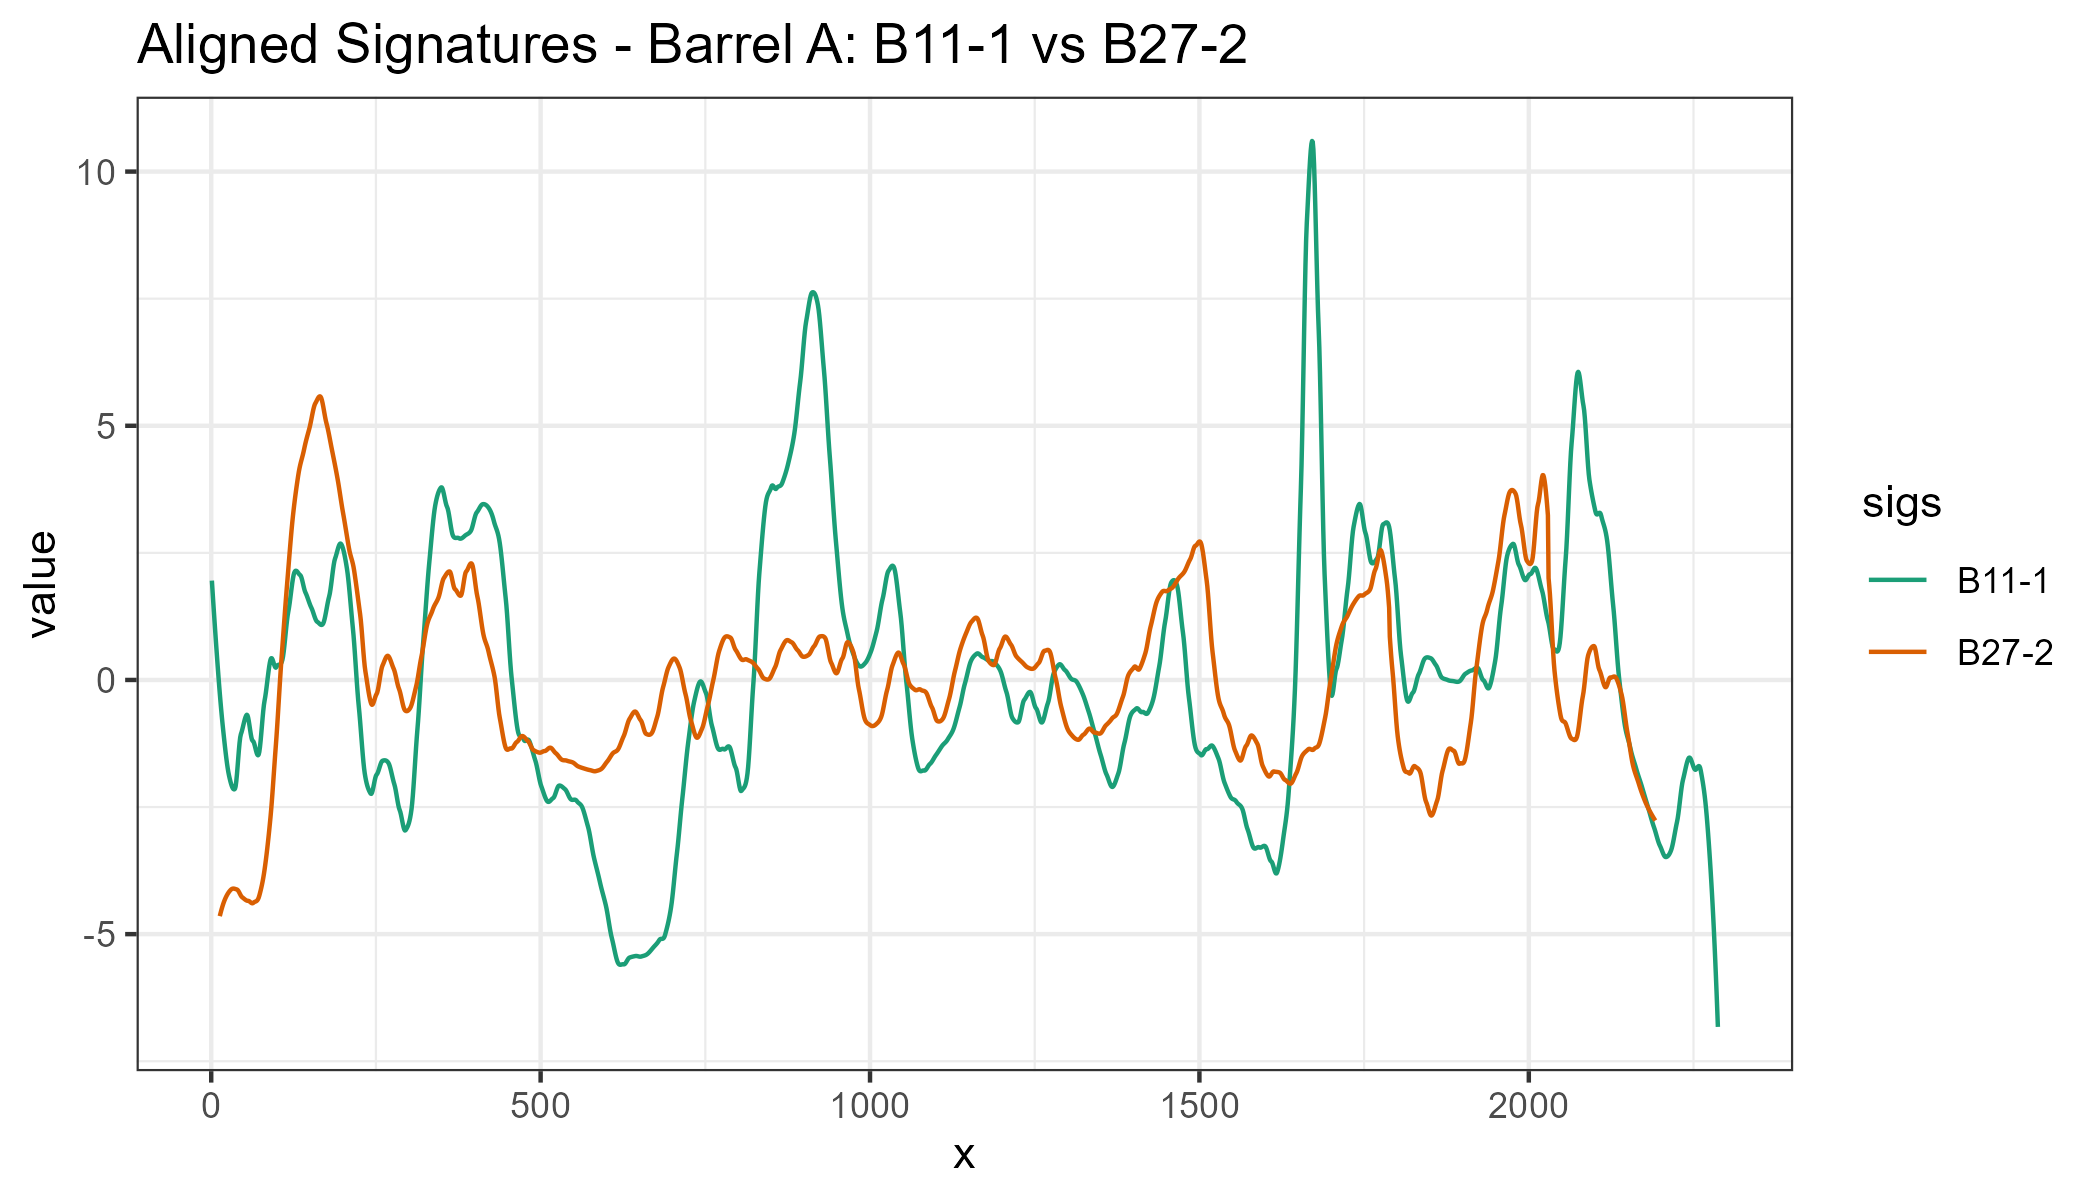 Aligned Signatures - Barrel A: B11-1 vs B27-2
value
10
5
0
-5
0 500 1000 1500 2000
x
sigs
B11-1
B27-2